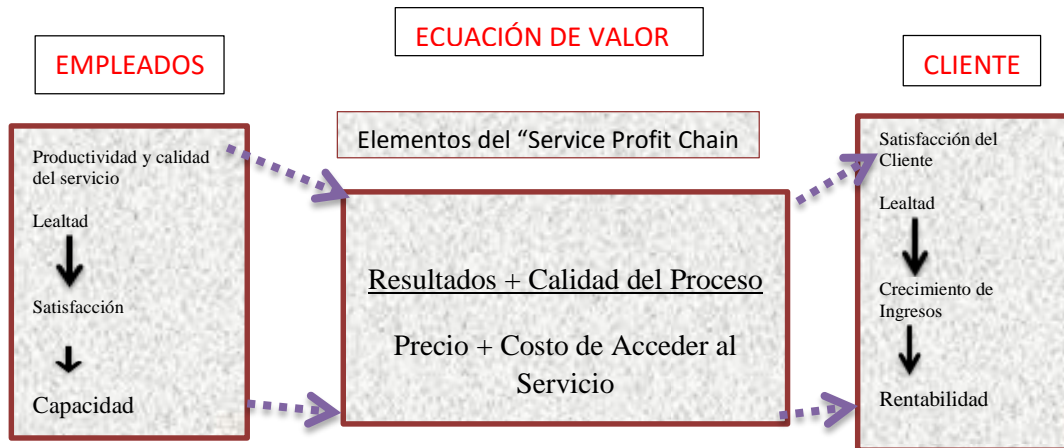 ECUACIÓN DE VALOR
EMPLEADOS
CLIENTE
Elementos del “Service Profit Chain
Productividad y calidad
del servicio
Lealtad
Satisfacción
Capacidad
Resultados + Calidad del Proceso
Precio + Costo de Acceder al
Servicio
Satisfacción del
Cliente
Lealtad
Crecimiento de
Ingresos
Rentabilidad